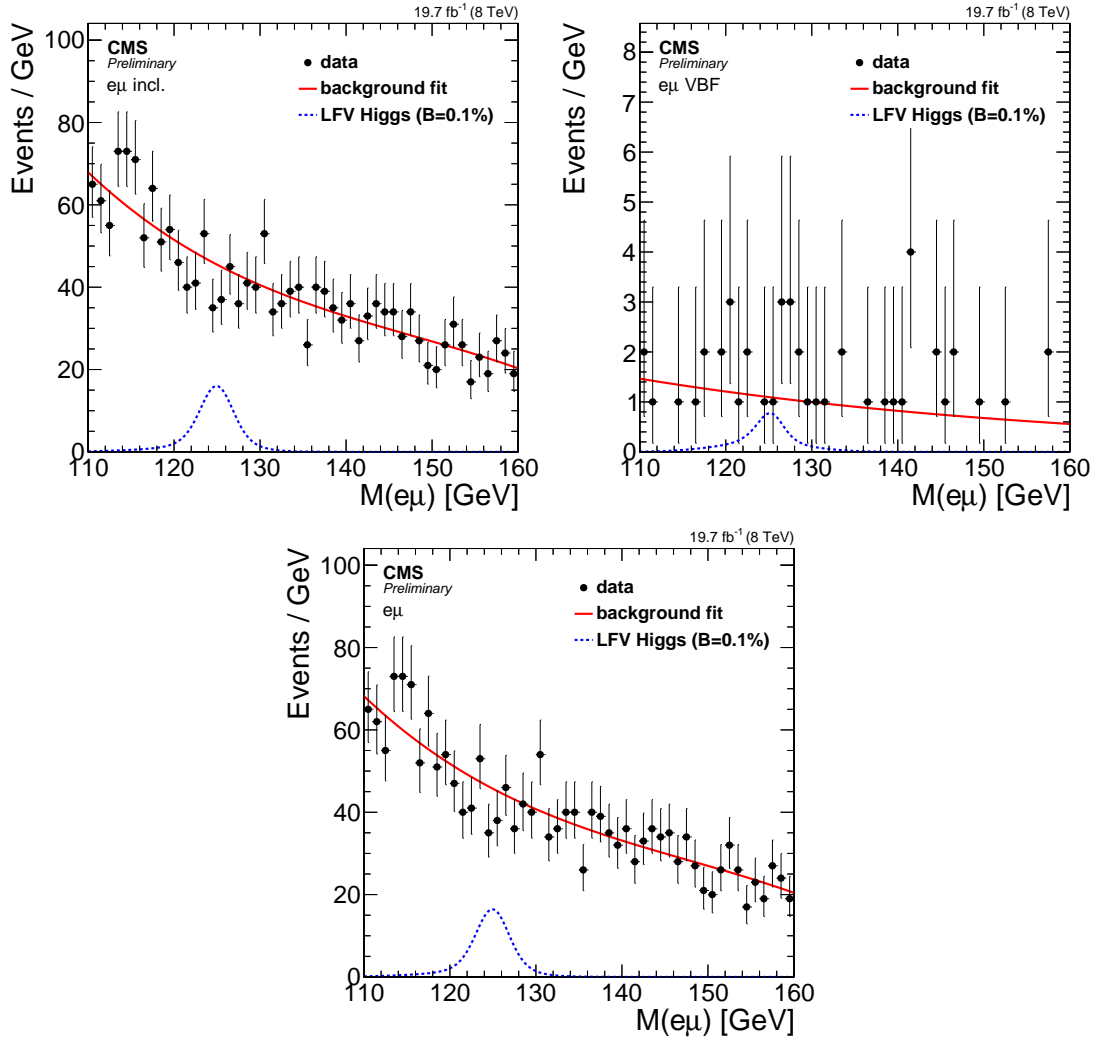 19.7 fb⁻¹ (8 TeV)
CMS
Preliminary
eμ incl.
data
background fit
LFV Higgs (B=0.1%)
Events / GeV
100
80
60
40
20
0
110 120 130 140 150 160
M(eμ) [GeV]
19.7 fb⁻¹ (8 TeV)
CMS
Preliminary
eμ VBF
data
background fit
LFV Higgs (B=0.1%)
Events / GeV
8
7
6
5
4
3
2
1
0
110 120 130 140 150 160
M(eμ) [GeV]
19.7 fb⁻¹ (8 TeV)
CMS
Preliminary
eμ
data
background fit
LFV Higgs (B=0.1%)
Events / GeV
100
80
60
40
20
0
110 120 130 140 150 160
M(eμ) [GeV]